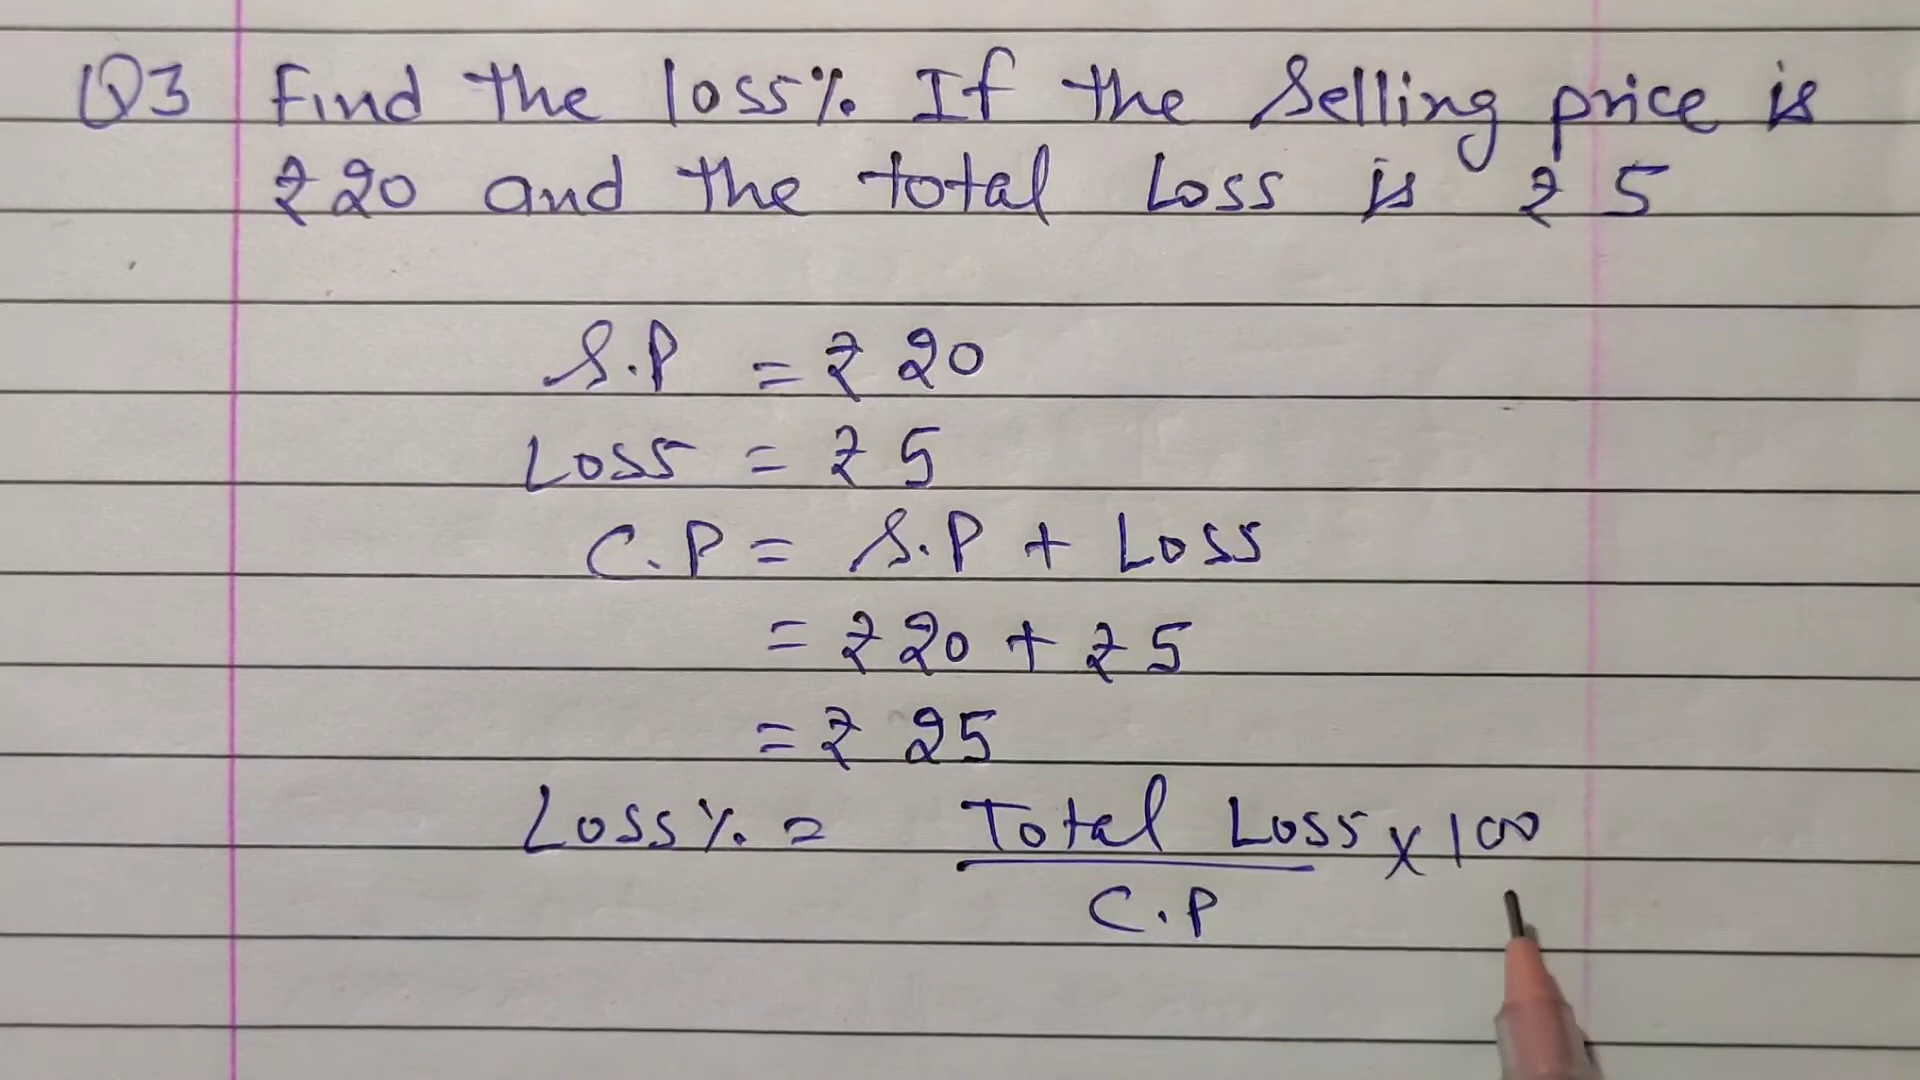 Q3 Find the loss% If the Selling price is
₹20 and the total Loss is ₹ 5
S.P = ₹ 20
Loss = ₹ 5
C.P = S.P + Loss
= ₹ 20 + ₹ 5
= ₹ 25
Loss% = Total Loss × 100
C.P